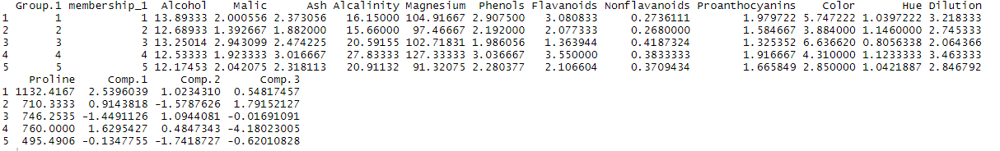 Group.1 membership_1 Alcohol Malic Ash Alcalinity Magnesium Phenols Flavanoids Nonflavanoids Proanthocyanins Color Hue Dilution
1 1 1 13.89333 2.000556 2.373056 16.15000 104.91667 2.907500 3.080833 0.2736111 1.979722 5.747222 1.0397222 3.218333
2 2 2 12.68933 1.392667 1.882000 15.66000 97.46667 2.192000 2.077333 0.2680000 1.584667 3.884000 1.1460000 2.745333
3 3 3 13.25014 2.943099 2.474225 20.59155 102.71831 1.986056 1.363944 0.4187324 1.325352 6.636620 0.8056338 2.064366
4 4 4 12.53333 1.923333 3.016667 27.83333 127.33333 3.036667 3.550000 0.3833333 1.916667 4.310000 1.1233333 3.463333
5 5 5 12.17453 2.042075 2.318113 20.91132 91.32075 2.280377 2.106604 0.3709434 1.665849 2.850000 1.0421887 2.846792
Proline Comp.1 Comp.2 Comp.3
1 1132.4167 2.5396039 1.0234310 0.54817457
2 710.3333 0.9143818 -1.5787626 1.79152127
3 746.2535 -1.4491126 1.0944081 -0.01691091
4 760.0000 1.6295427 0.4847343 -4.18023005
5 495.4906 -0.1347755 -1.7418727 -0.62010828